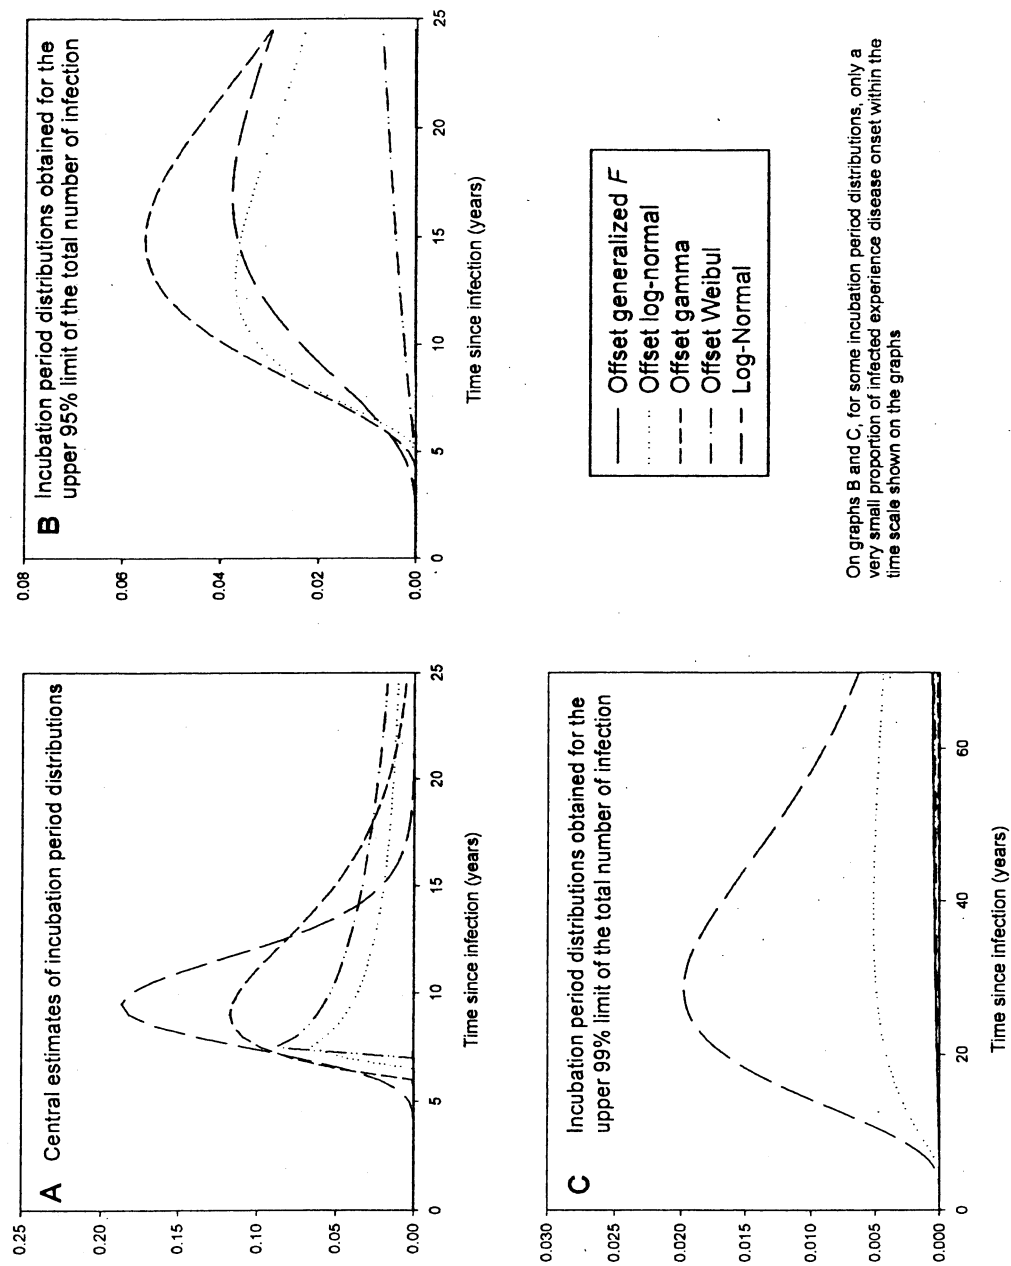 A Central estimates of incubation period distributions
0.25
0.20
0.15
0.10
0.05
0.00
0
5
10
15
20
25
Time since infection (years)
B Incubation period distributions obtained for the
upper 95% limit of the total number of infection
0.08
0.06
0.04
0.02
0.00
0
5
10
15
20
25
Time since infection (years)
C Incubation period distributions obtained for the
upper 99% limit of the total number of infection
0.030
0.025
0.020
0.015
0.010
0.005
0.000
0
20
40
60
Time since infection (years)
Offset generalized F
Offset log-normal
Offset gamma
Offset Weibul
Log-Normal
On graphs B and C, for some incubation period distributions, only a
very small proportion of infected experience disease onset within the
time scale shown on the graphs